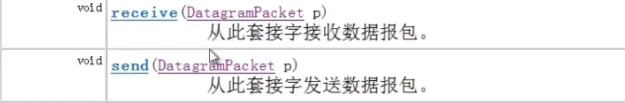 void receive(DatagramPacket p)
从此套接字接收数据报包。
void send(DatagramPacket p)
从此套接字发送数据报包。